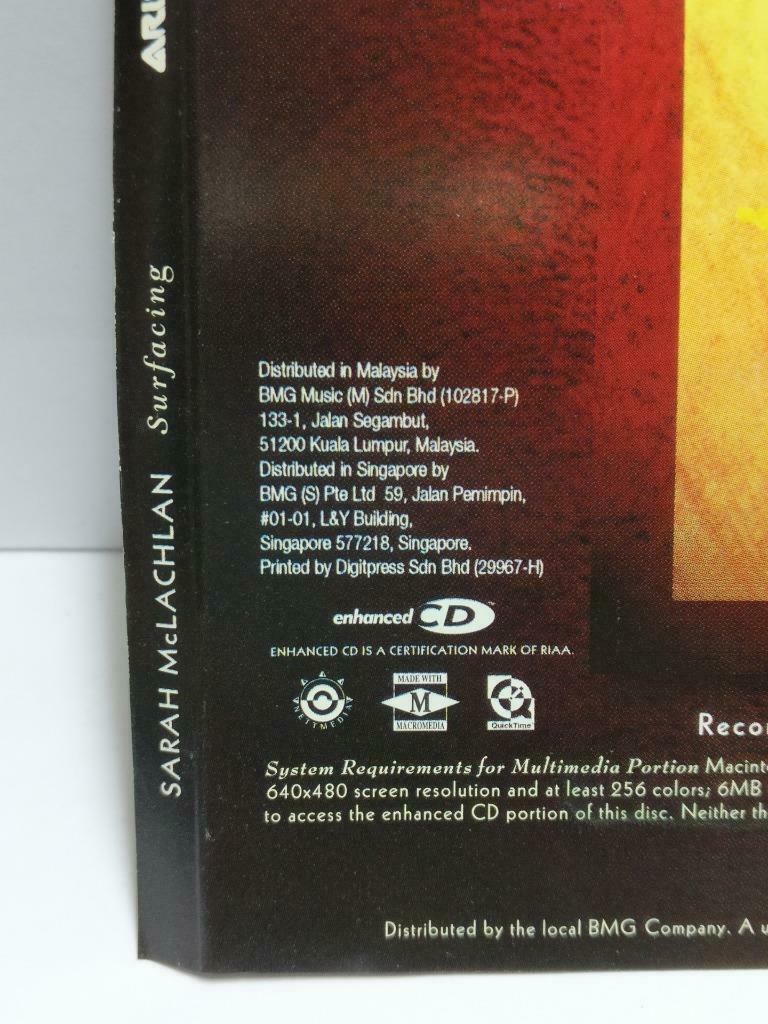 ARI
SARAH McLACHLAN Surfacing
Distributed in Malaysia by
BMG Music (M) Sdn Bhd (102817-P)
133-1, Jalan Segambut,
51200 Kuala Lumpur, Malaysia.
Distributed in Singapore by
BMG (S) Pte Ltd 59, Jalan Pemimpin,
#01-01, L&Y Building,
Singapore 577218, Singapore.
Printed by Digitpress Sdn Bhd (29967-H)
enhanced CD™
ENHANCED CD IS A CERTIFICATION MARK OF RIAA.
MADE WITH
M
MACROMEDIA
QuickTime™
Recor
System Requirements for Multimedia Portion Macinto
640x480 screen resolution and at least 256 colors; 6MB
to access the enhanced CD portion of this disc. Neither th
Distributed by the local BMG Company. A u